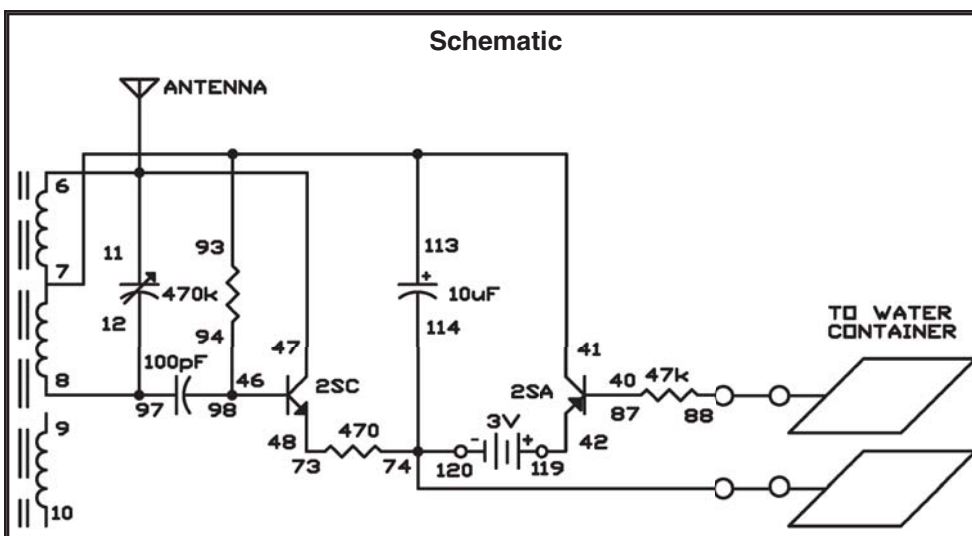 Schematic
ANTENNA
6
11
93
113
7
470k
10uF
12
94
114
TO WATER
CONTAINER
8
100pF
47
41
97
98
46
2SC
2SA
40
47k
87
88
9
48
470
3V
42
73
74
120
- +
119
10
+